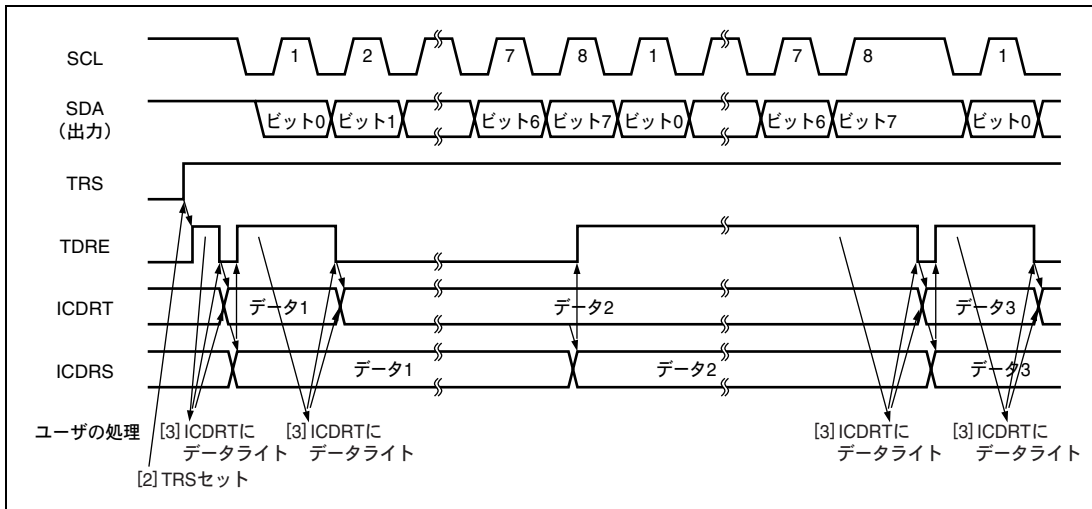 SCL 1 2 7 8 1 7 8 1
SDA
（出力）
ビット0 ビット1 ビット6 ビット7 ビット0 ビット6 ビット7 ビット0
TRS
TDRE
ICDRT データ1 データ2 データ3
ICDRS データ1 データ2 データ3
ユーザの処理 [3] ICDRTに [3] ICDRTに [3] ICDRTに [3] ICDRTに
データライト データライト データライト データライト
[2] TRSセット